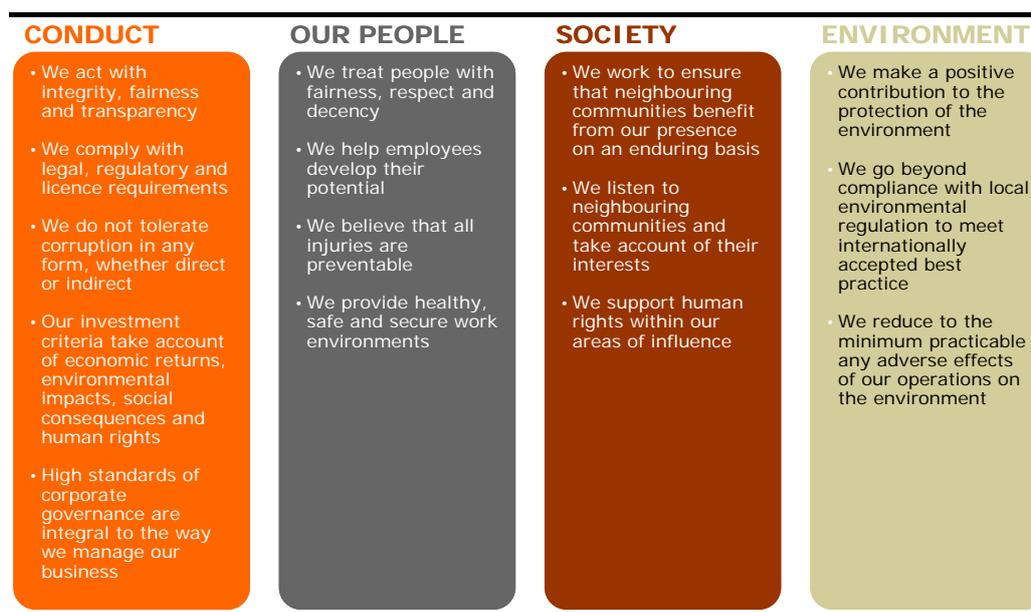 CONDUCT
• We act with
integrity, fairness
and transparency
• We comply with
legal, regulatory and
licence requirements
• We do not tolerate
corruption in any
form, whether direct
or indirect
• Our investment
criteria take account
of economic returns,
environmental
impacts, social
consequences and
human rights
• High standards of
corporate
governance are
integral to the way
we manage our
business
OUR PEOPLE
• We treat people with
fairness, respect and
decency
• We help employees
develop their
potential
• We believe that all
injuries are
preventable
• We provide healthy,
safe and secure work
environments
SOCIETY
• We work to ensure
that neighbouring
communities benefit
from our presence
on an enduring basis
• We listen to
neighbouring
communities and
take account of their
interests
• We support human
rights within our
areas of influence
ENVIRONMENT
• We make a positive
contribution to the
protection of the
environment
• We go beyond
compliance with local
environmental
regulation to meet
internationally
accepted best
practice
• We reduce to the
minimum practicable
any adverse effects
of our operations on
the environment